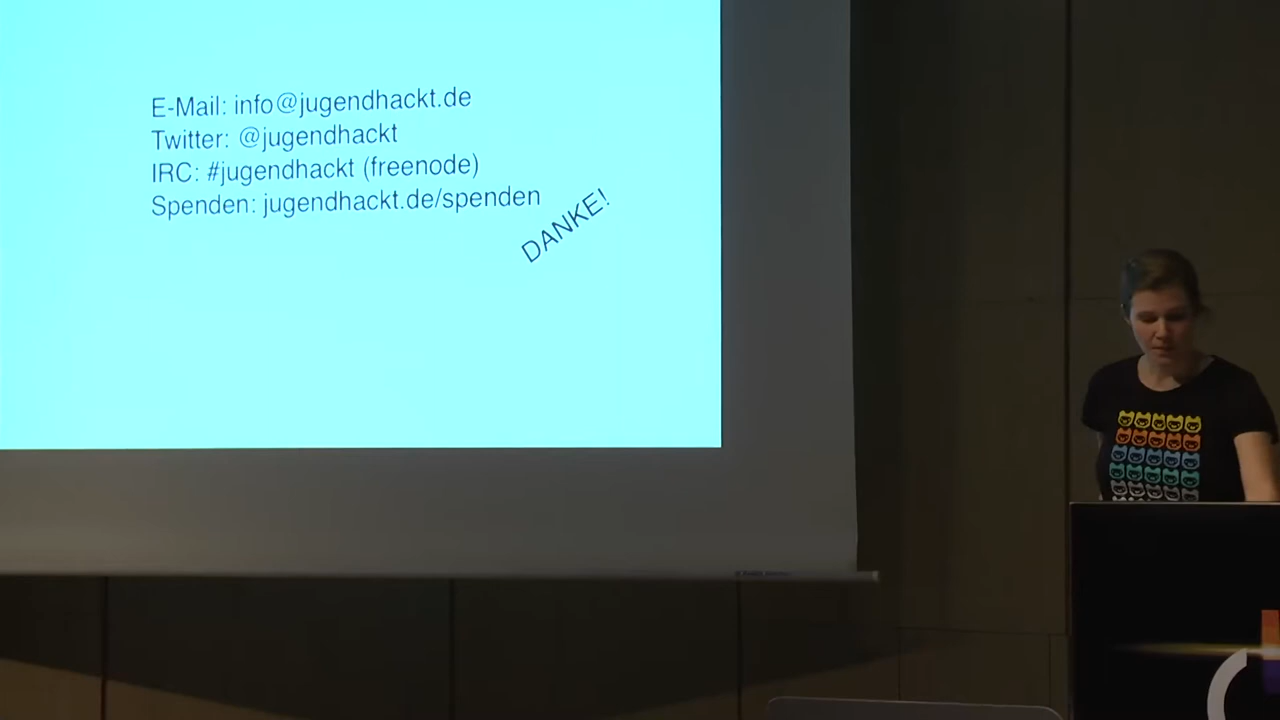 E-Mail: info@jugendhackt.de
Twitter: @jugendhackt
IRC: #jugendhackt (freenode)
Spenden: jugendhackt.de/spenden
DANKE!